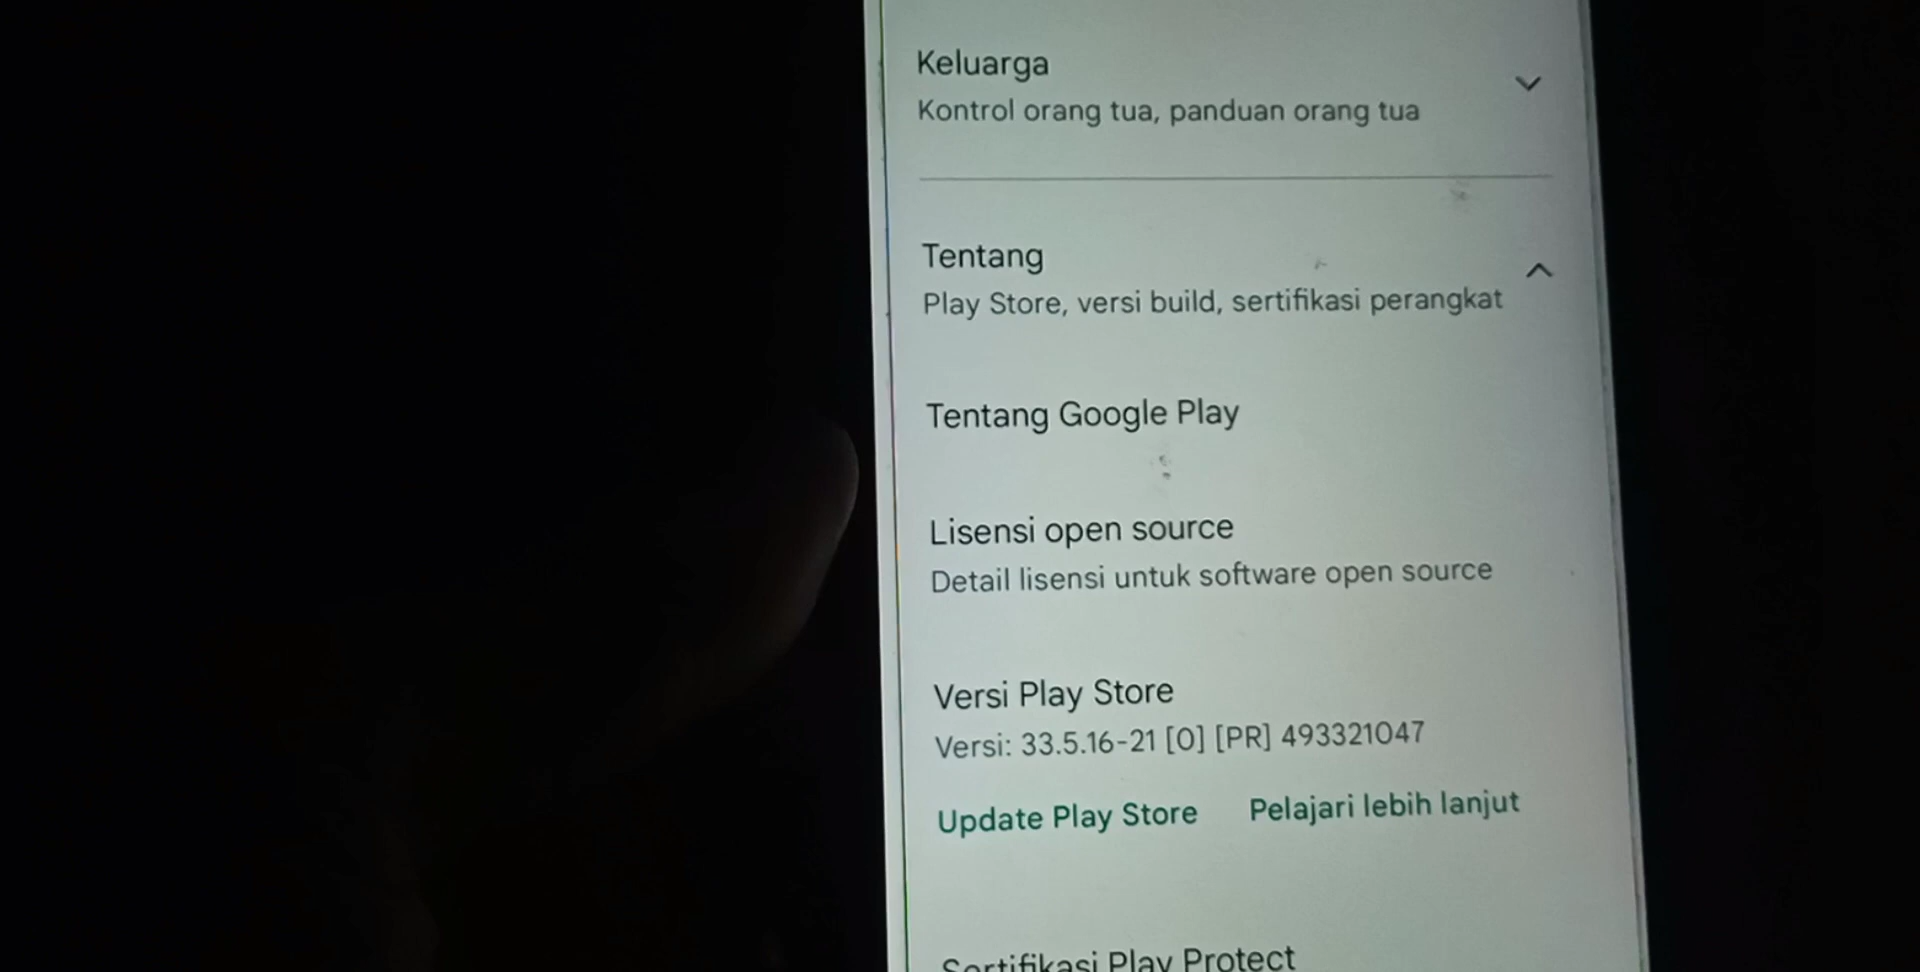 Keluarga
Kontrol orang tua, panduan orang tua
Tentang
Play Store, versi build, sertifikasi perangkat
Tentang Google Play
Lisensi open source
Detail lisensi untuk software open source
Versi Play Store
Versi: 33.5.16-21 [0] [PR] 493321047
Update Play Store Pelajari lebih lanjut
Sertifikasi Play Protect